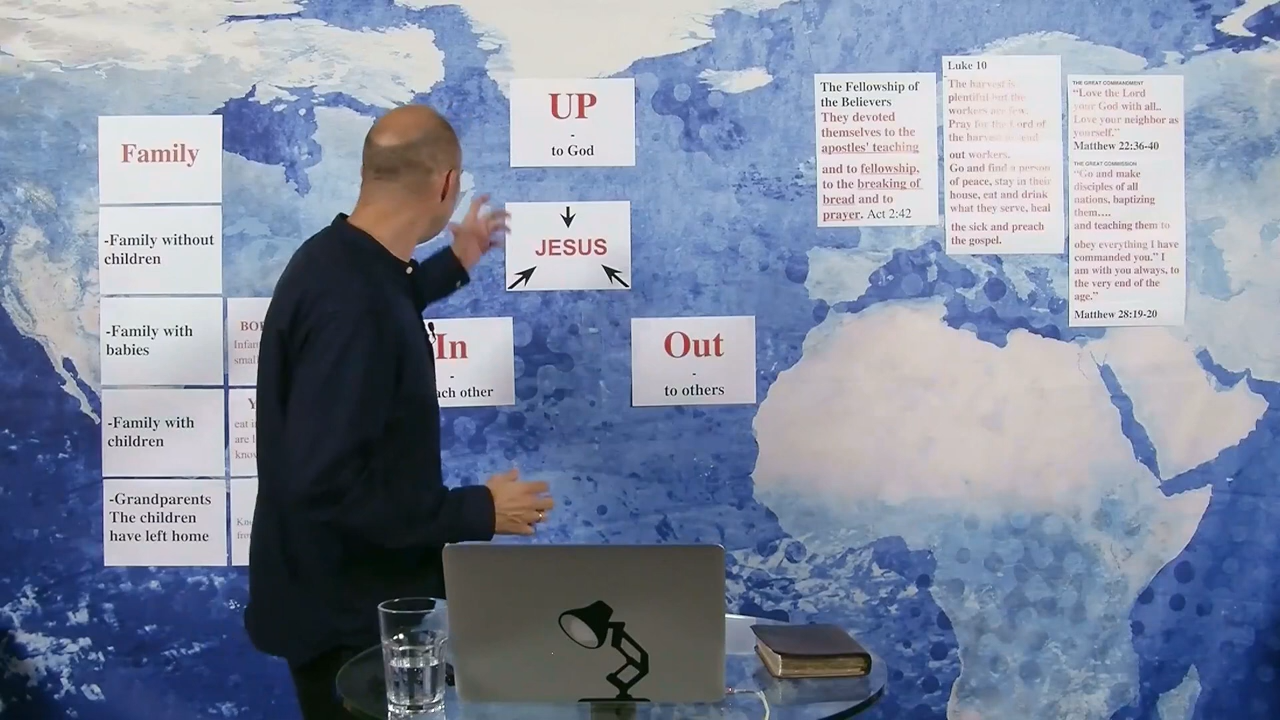 Family
-Family without
children
-Family with
babies
-Family with
children
-Grandparents
The children
have left home
UP
-
to God
JESUS
In
-
other
Out
-
to others
The Fellowship of
the Believers
They devoted
themselves to the
apostles' teaching
and to fellowship,
to the breaking of
bread and to
prayer. Act 2:42
Luke 10
The harvest is
plentiful but the
workers are few.
Pray for the Lord of
the harvest to send
out workers.
Go and find a person
of peace, stay in their
house, eat and drink
what they serve, heal
the sick and preach
the gospel.
THE GREAT COMMANDMENT
"Love the Lord
your God with all..
Love your neighbor as
yourself."
Matthew 22:36-40
THE GREAT COMMISSION
"Go and make
disciples of all
nations, baptizing
them....
and teaching them to
obey everything I have
commanded you." I
am with you always, to
the very end of the
age."
Matthew 28:19-20